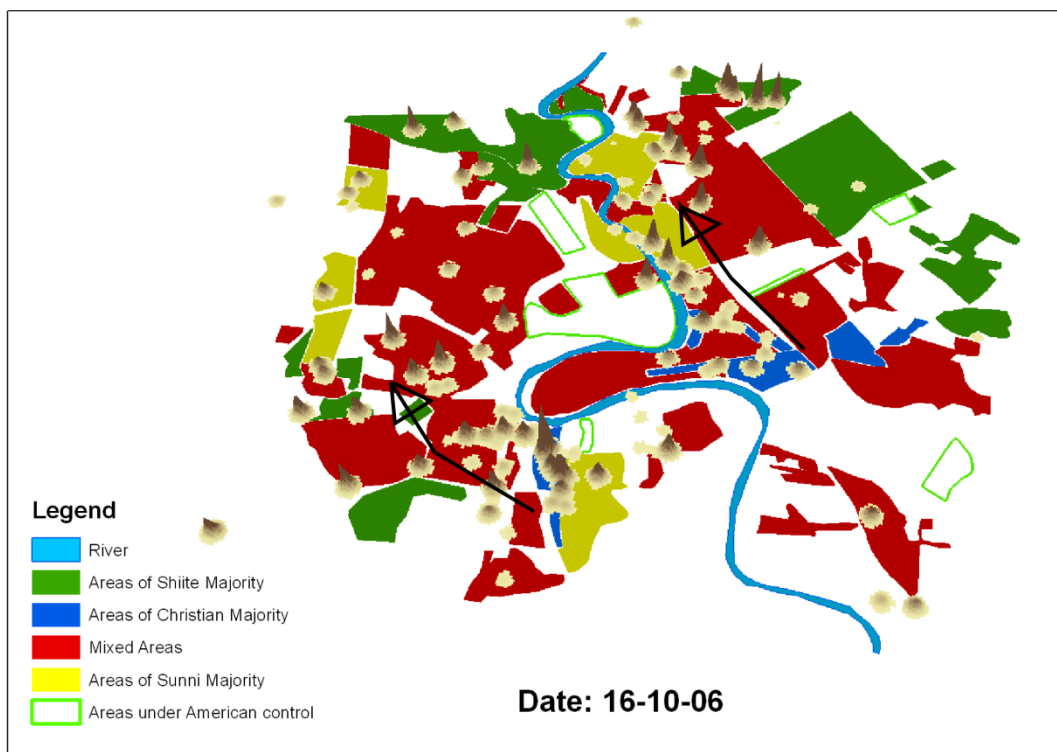 Legend
River
Areas of Shiite Majority
Areas of Christian Majority
Mixed Areas
Areas of Sunni Majority
Areas under American control
Date: 16-10-06